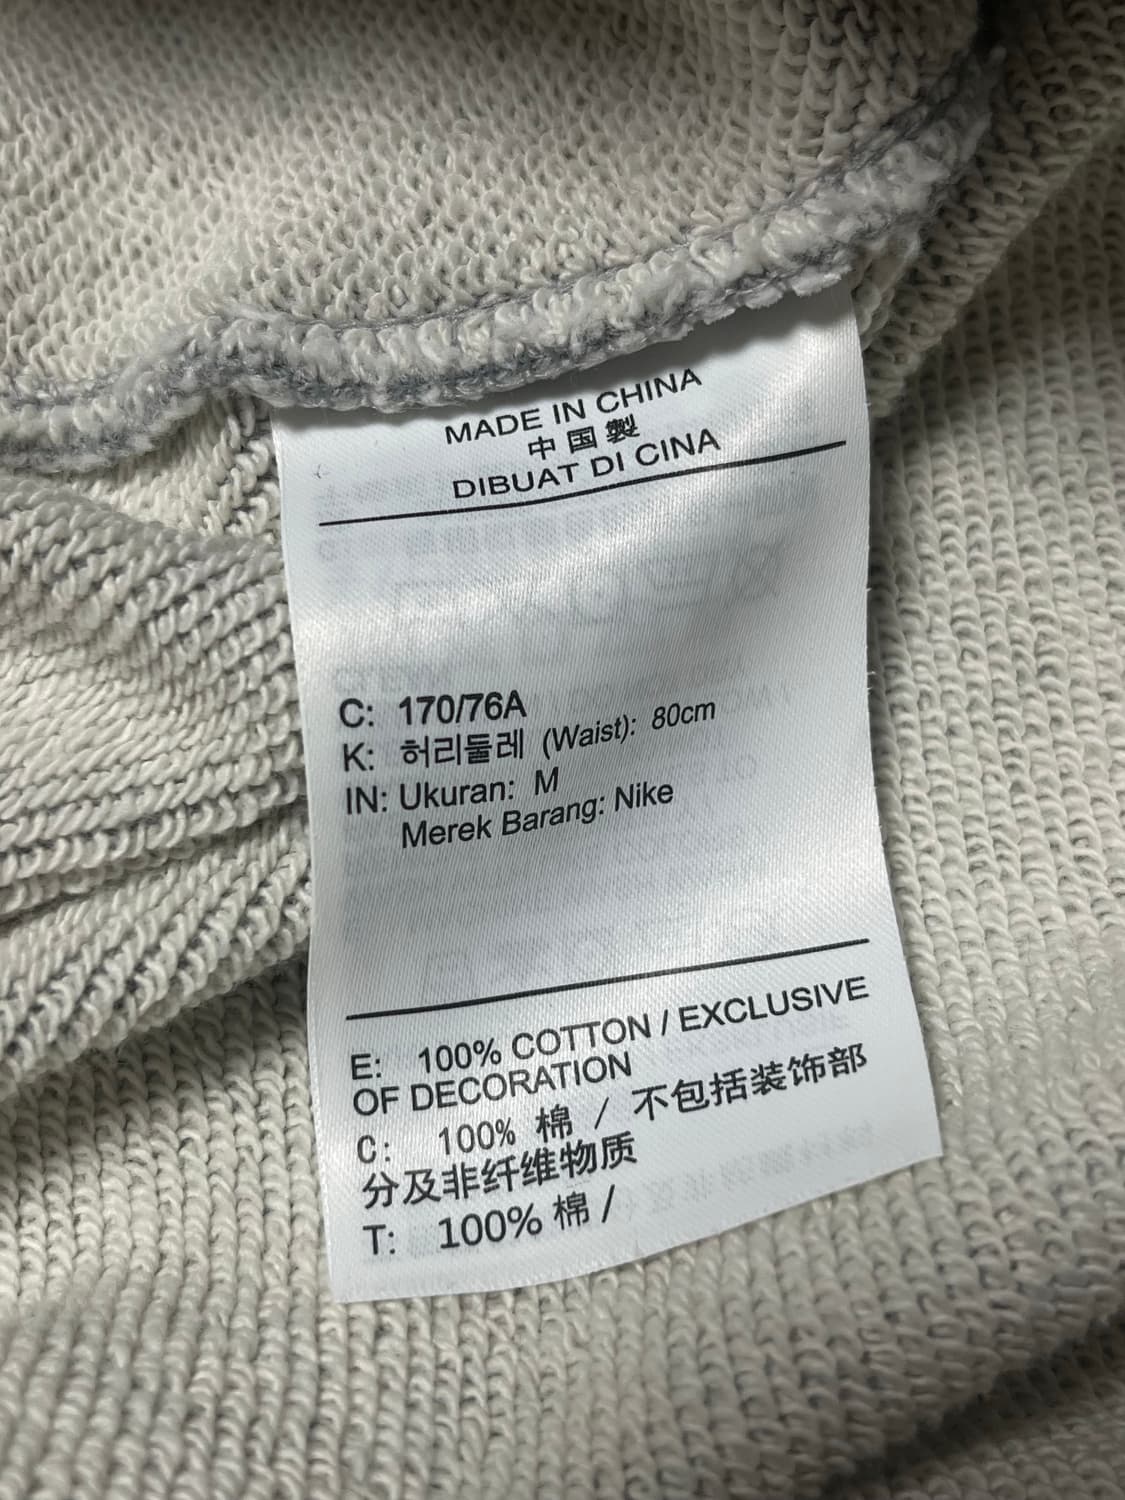 MADE IN CHINA
中国製
DIBUAT DI CINA
C: 170/76A
K: 허리둘레 (Waist): 80cm
IN: Ukuran: M
Merek Barang: Nike
E: 100% COTTON / EXCLUSIVE
OF DECORATION
C: 100% 棉 / 不包括装饰部
分及非纤维物质
T: 100% 棉 /